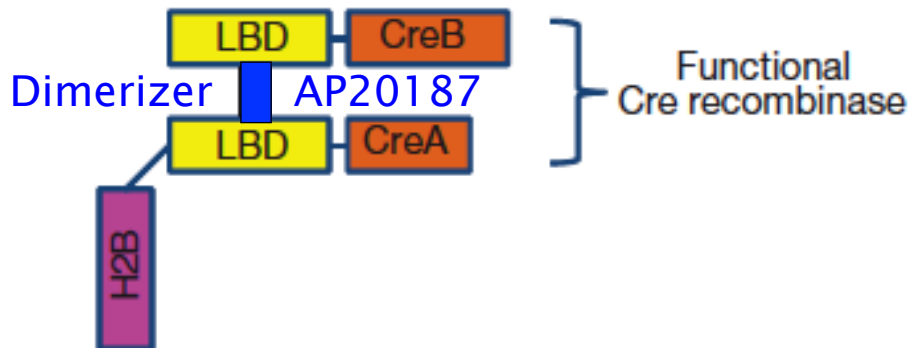 LBD CreB
Dimerizer AP20187
LBD CreA
Functional
Cre recombinase
H2B